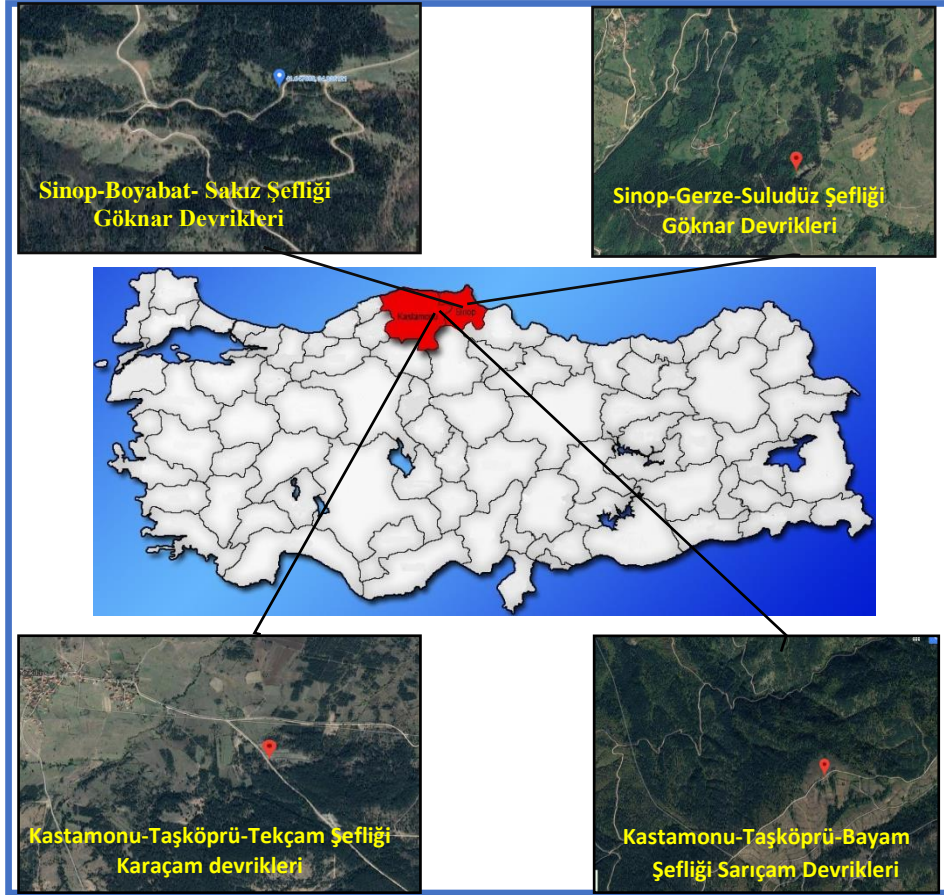 Sinop-Boyabat- Sakız Şefliği
Göknar Devrikleri
Sinop-Gerze-Suludüz Şefliği
Göknar Devrikleri
Kastamonu
Sinop
Kastamonu-Taşköprü-Tekçam Şefliği
Karaçam devrikleri
Kastamonu-Taşköprü-Bayam
Şefliği Sarıçam Devrikleri